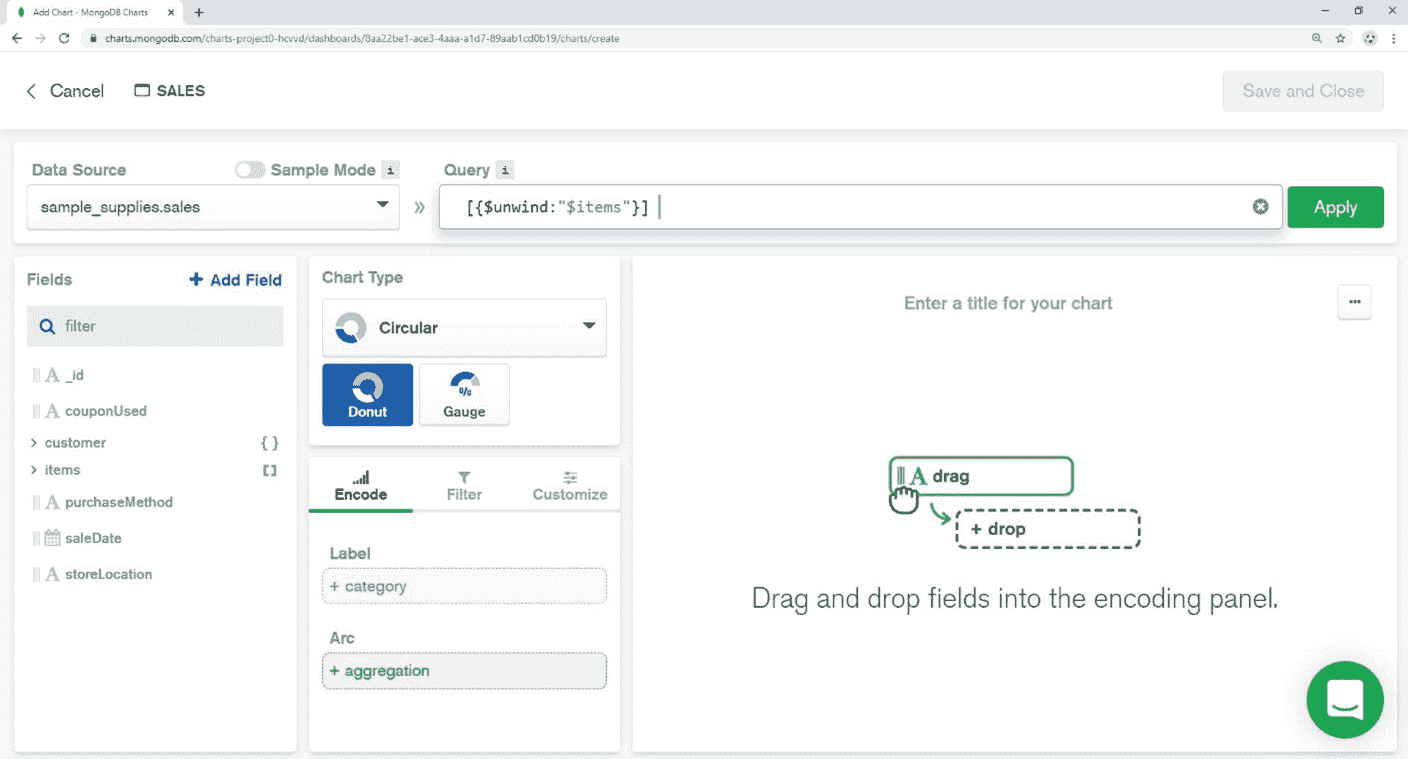 Add Chart - MongoDB Charts
charts.mongodb.com/charts-project0-hcvvd/dashboards/8aa22be1-ace3-4aaa-a1d7-89aab1cd0b19/charts/create
Cancel SALES Save and Close
Data Source Sample Mode i Query i
sample_supplies.sales » [{$unwind:"$items"}] Apply
Fields + Add Field
filter
_id
couponUsed
customer { }
items [ ]
purchaseMethod
saleDate
storeLocation
Chart Type
Circular
Donut
%
Gauge
Encode Filter Customize
Label
+ category
Arc
+ aggregation
Enter a title for your chart
...
A drag
+ drop
Drag and drop fields into the encoding panel.